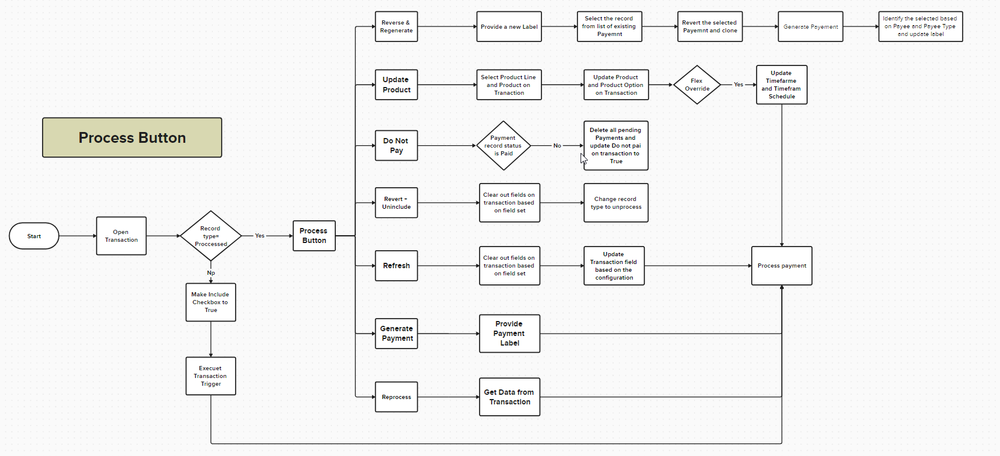 Reverse &
Regenerate
Provide a new Label
Select the record
from list of existing
Payemnt
Revert the selected
Payemnt and clone
Generate Payement
Identify the selected based
on Payee and Payee Type
and update label
Update
Product
Select Product Line
and Product on
Tranaction
Update Product
and Product Option
on Transaction
Flex
Override
Yes
Update
Timefarme
and Timefram
Schedule
Process Button
Do Not
Pay
Payment
record status
is Paid
No
Delete all pending
Payments and
update Do not pai
on transaction to
True
Revert +
Uninclude
Clear out fields on
transaction based
on field set
Change record
type to unprocess
Start
Open
Transaction
Record
type=
Proccessed
Yes
Process
Button
Refresh
Clear out fields on
transaction based
on field set
Update
Transaction field
based on the
configuration
Process payment
Np
Make Include
Checkbox to
True
Generate
Payment
Provide
Payment
Label
Execuet
Transaction
Trigger
Reprocess
Get Data from
Transaction